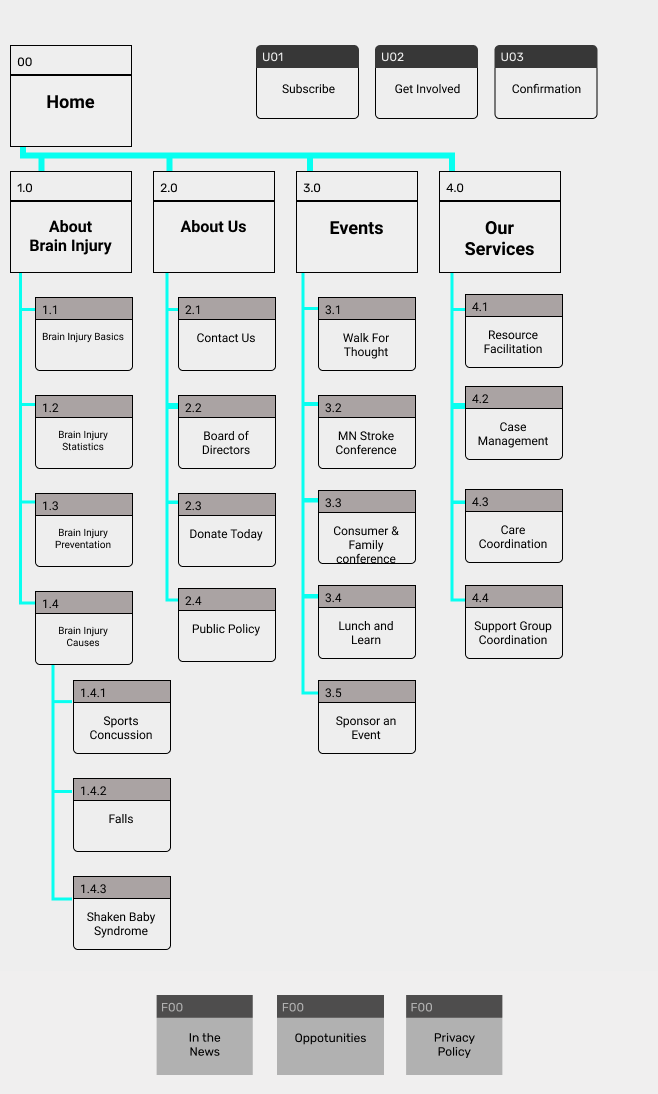 00
Home
U01
Subscribe
U02
Get Involved
U03
Confirmation
1.0
About
Brain Injury
2.0
About Us
3.0
Events
4.0
Our
Services
1.1
Brain Injury Basics
1.2
Brain Injury
Statistics
1.3
Brain Injury
Preventation
1.4
Brain Injury
Causes
1.4.1
Sports
Concussion
1.4.2
Falls
1.4.3
Shaken Baby
Syndrome
2.1
Contact Us
2.2
Board of
Directors
2.3
Donate Today
2.4
Public Policy
3.1
Walk For
Thought
3.2
MN Stroke
Conference
3.3
Consumer &
Family
conference
3.4
Lunch and
Learn
3.5
Sponsor an
Event
4.1
Resource
Facilitation
4.2
Case
Management
4.3
Care
Coordination
4.4
Support Group
Coordination
F00
In the
News
F00
Oppotunities
F00
Privacy
Policy